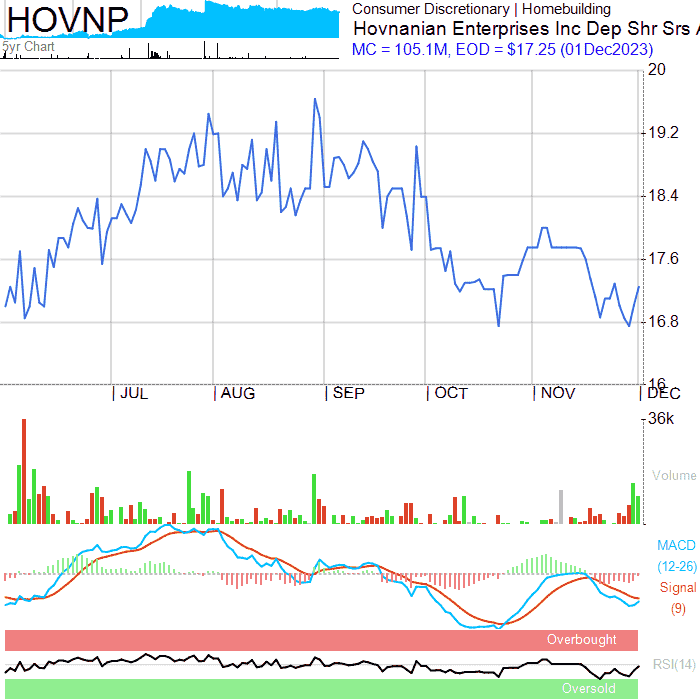 HOVNP
5yr Chart
Consumer Discretionary | Homebuilding
Hovnanian Enterprises Inc Dep Shr Srs
MC = 105.1M, EOD = $17.25 (01Dec2023)
20
19.2
18.4
17.6
16.8
16
JUL AUG SEP OCT NOV DEC
36k
Volume
MACD
(12-26)
Signal
(9)
Overbought
RSI(14)
Oversold